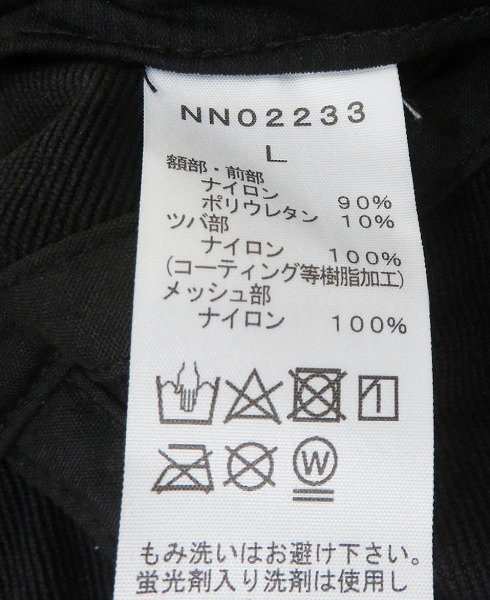 NN02233
L
額部・前部
ナイロン 90%
ポリウレタン 10%
ツバ部
ナイロン 100%
(コーティング等樹脂加工)
メッシュ部
ナイロン 100%
W
もみ洗いはお避け下さい。
蛍光剤入り洗剤は使用し